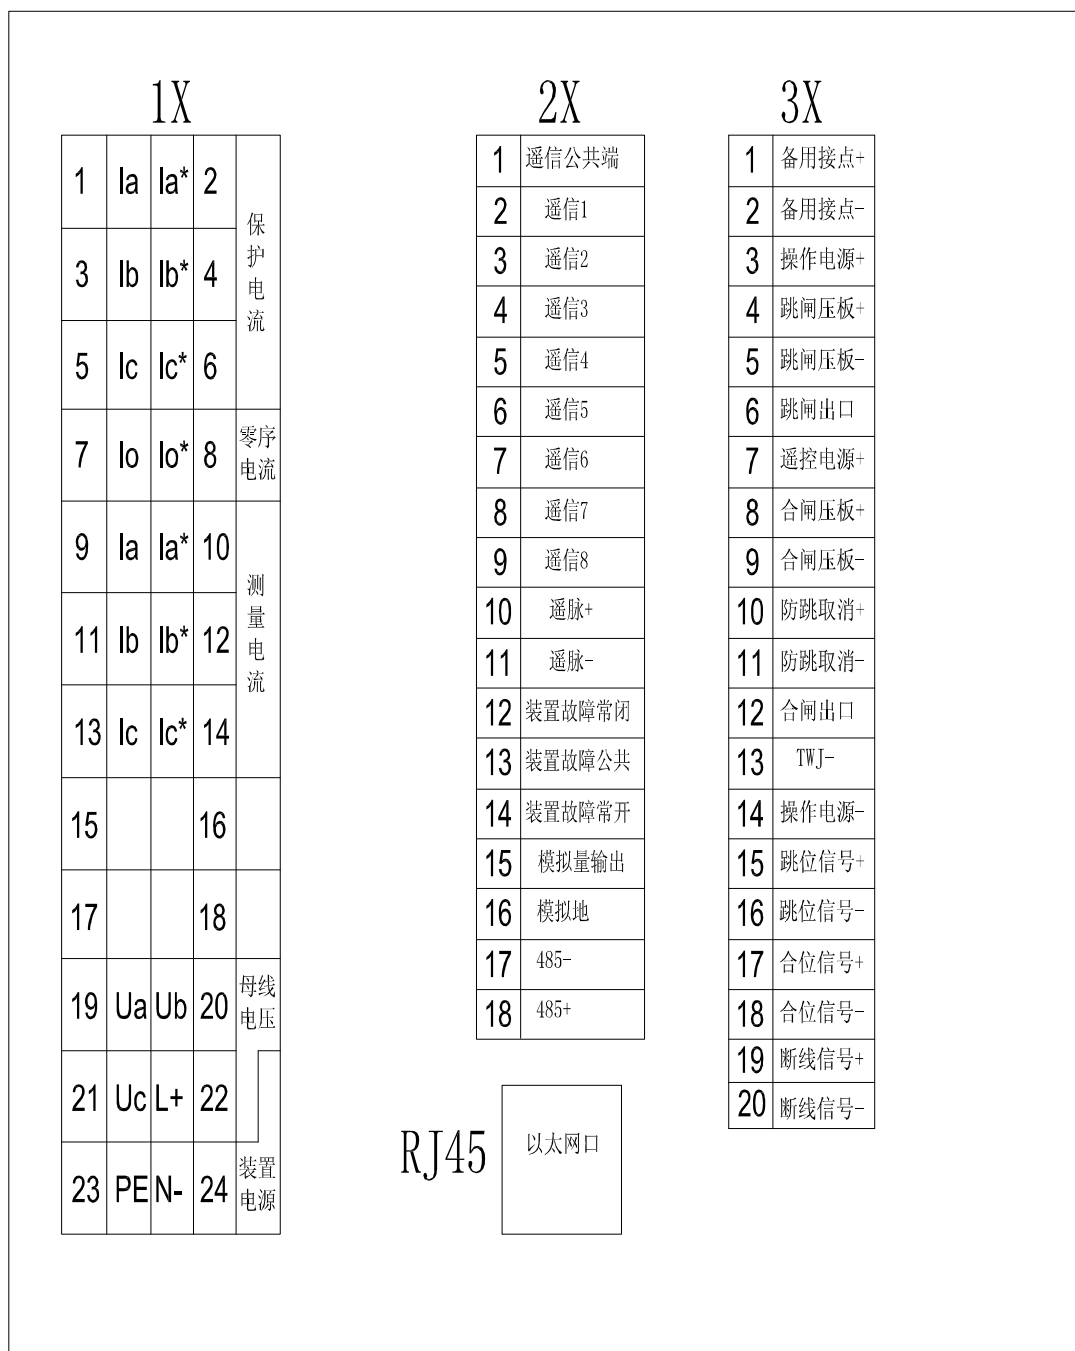 1X
1 Ia Ia* 2
3 Ib Ib* 4
5 Ic Ic* 6
保护电流
7 Io Io* 8
零序
电流
9 Ia Ia* 10
11 Ib Ib* 12
13 Ic Ic* 14
测量电流
15 16
17 18
19 Ua Ub 20
母线
电压
21 Uc L+ 22
23 PE N- 24
装置
电源
2X
1 遥信公共端
2 遥信1
3 遥信2
4 遥信3
5 遥信4
6 遥信5
7 遥信6
8 遥信7
9 遥信8
10 遥脉+
11 遥脉-
12 装置故障常闭
13 装置故障公共
14 装置故障常开
15 模拟量输出
16 模拟地
17 485-
18 485+
RJ45
以太网口
3X
1 备用接点+
2 备用接点-
3 操作电源+
4 跳闸压板+
5 跳闸压板-
6 跳闸出口
7 遥控电源+
8 合闸压板+
9 合闸压板-
10 防跳取消+
11 防跳取消-
12 合闸出口
13 TWJ-
14 操作电源-
15 跳位信号+
16 跳位信号-
17 合位信号+
18 合位信号-
19 断线信号+
20 断线信号-